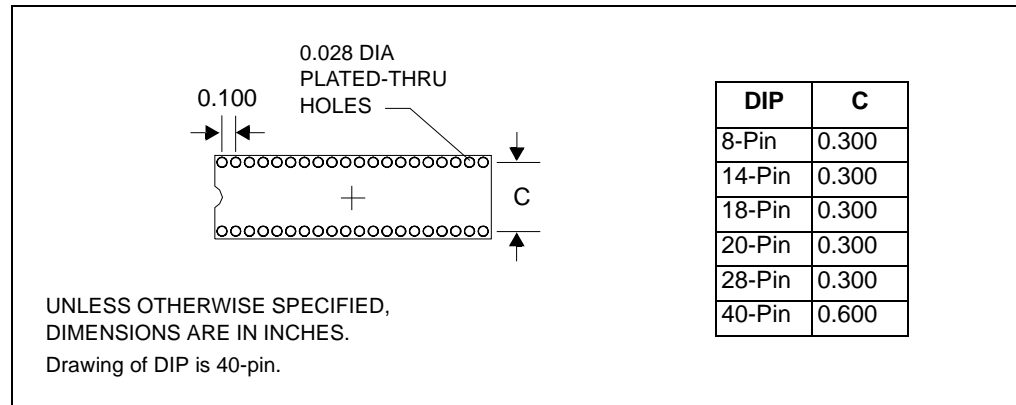 0.028 DIA
PLATED-THRU
HOLES
0.100
C
UNLESS OTHERWISE SPECIFIED,
DIMENSIONS ARE IN INCHES.
Drawing of DIP is 40-pin.
DIP C
8-Pin 0.300
14-Pin 0.300
18-Pin 0.300
20-Pin 0.300
28-Pin 0.300
40-Pin 0.600